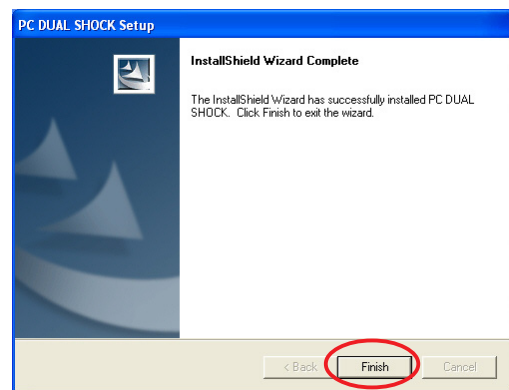 PC DUAL SHOCK Setup
InstallShield Wizard Complete
The InstallShield Wizard has successfully installed PC DUAL
SHOCK. Click Finish to exit the wizard.
< Back Finish Cancel